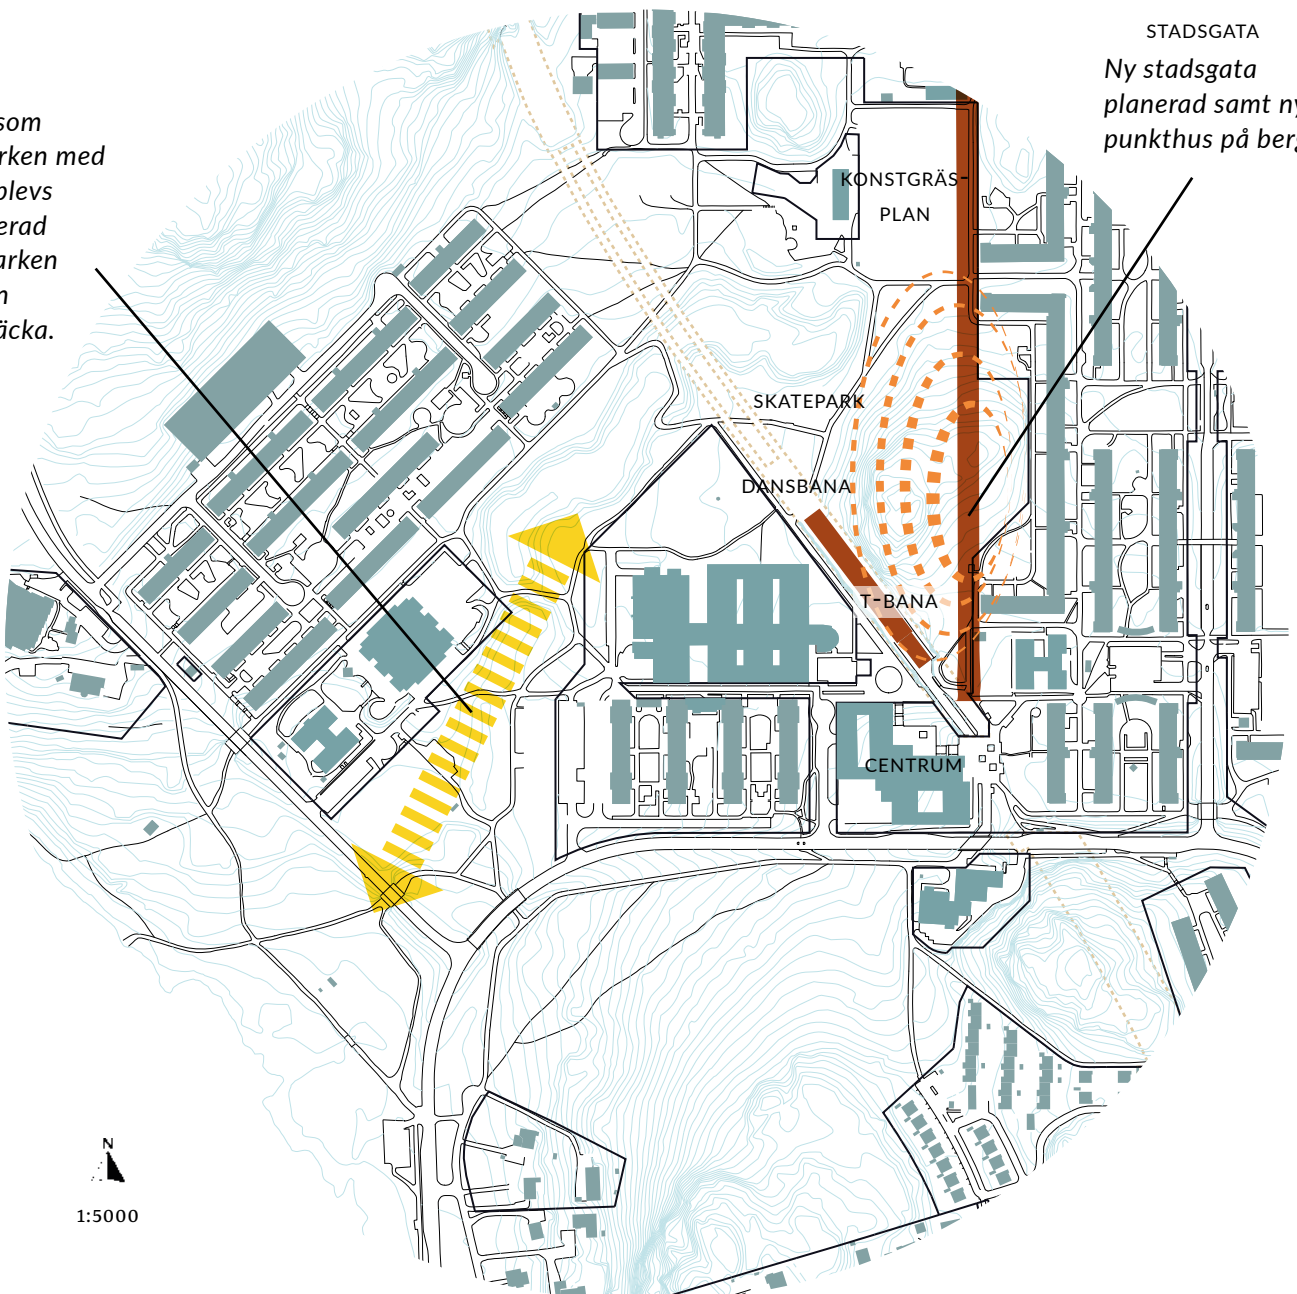 STADSGATA
Ny stadsgata
planerad samt ny
punkthus på berg
som
rken med
plevs
erad
arken
n
äcka.
KONSTGRÄS-
PLAN
SKATEPARK
DANSBANA
T-BANA
CENTRUM
N
1:5000